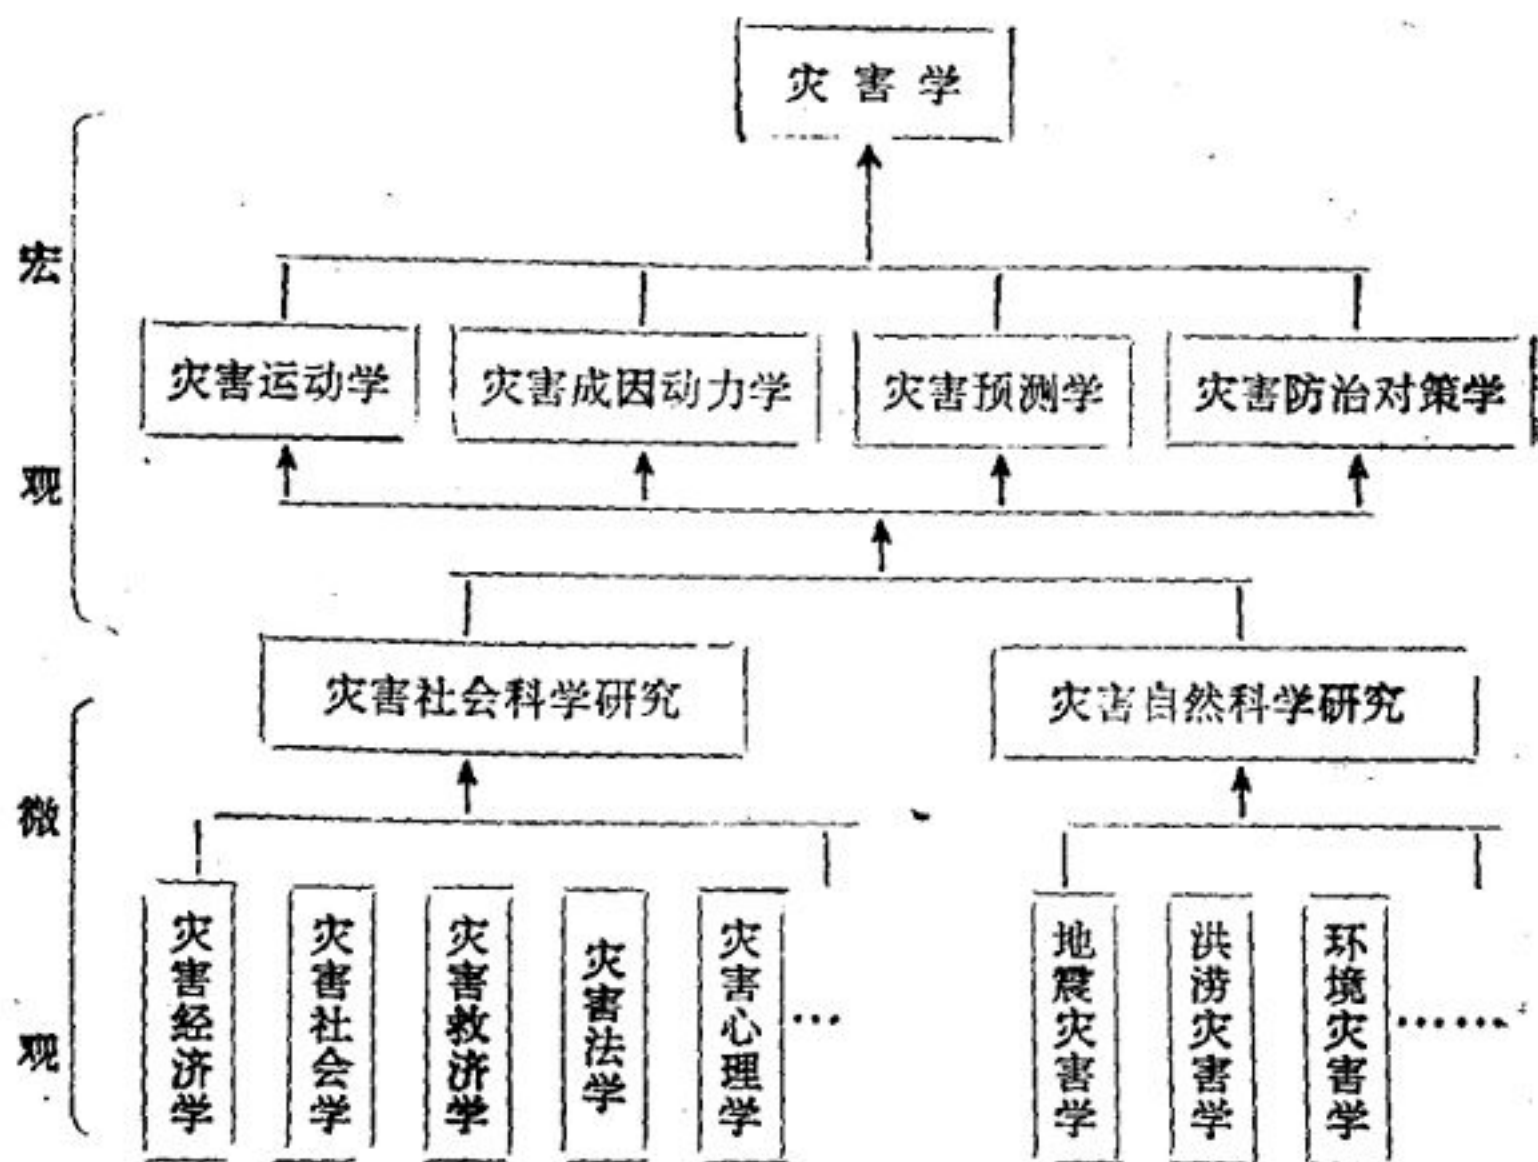 灾害学
宏观
灾害运动学
灾害成因动力学
灾害预测学
灾害防治对策学
灾害社会科学研究
灾害自然科学研究
微观
灾害经济学
灾害社会学
灾害救济学
灾害法学
灾害心理学
…
地震灾害学
洪涝灾害学
环境灾害学
……